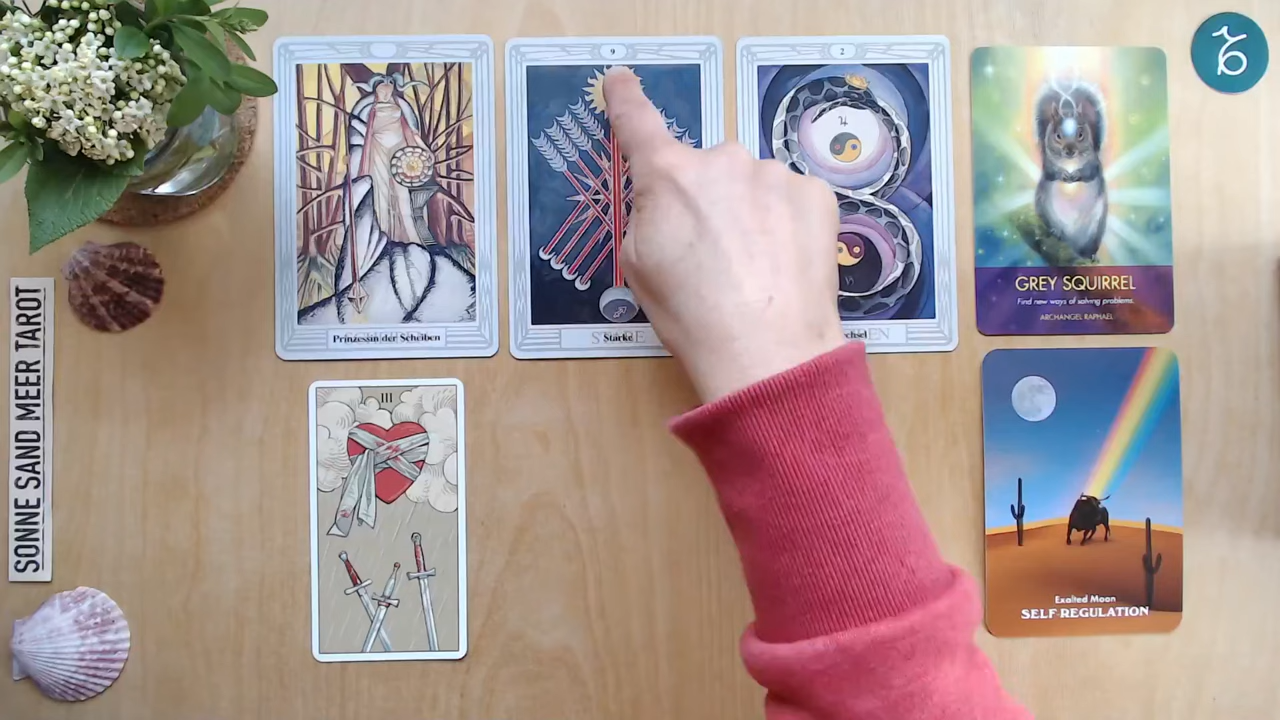 SONNE SAND MEER TAROT
Prinzessin der Scheiben
9
Stärke
2
chsel
GREY SQUIRREL
Find new ways of solving problems.
ARCHANGEL RAPHAEL
III
Exalted Moon
SELF-REGULATION